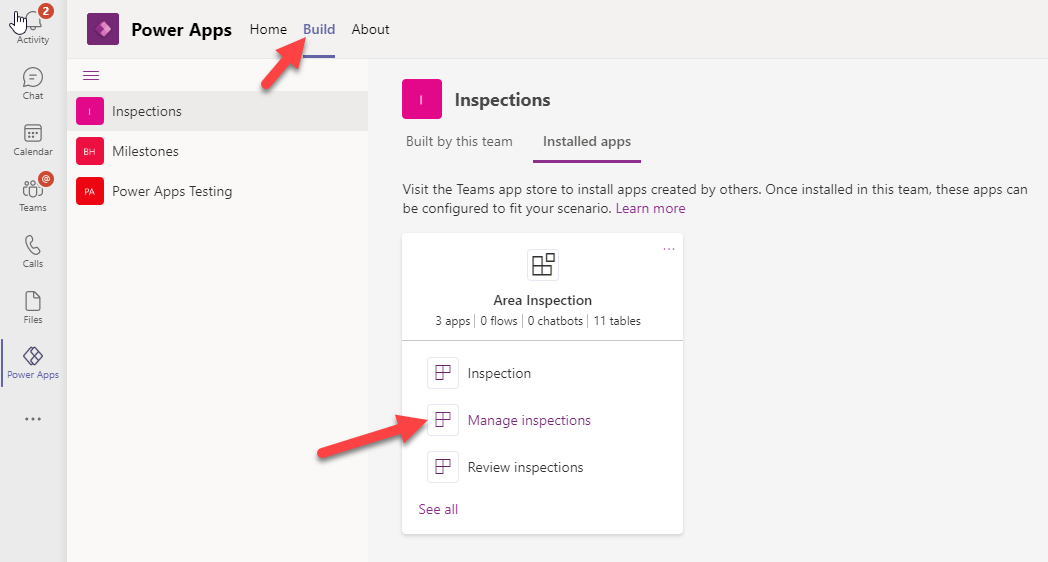 2
Activity
Chat
Calendar
@
Teams
Calls
Files
Power Apps
...
Power Apps Home Build About
I Inspections
BH Milestones
PA Power Apps Testing
I Inspections
Built by this team Installed apps
Visit the Teams app store to install apps created by others. Once installed in this team, these apps can
be configured to fit your scenario. Learn more
...
Area Inspection
3 apps | 0 flows | 0 chatbots | 11 tables
Inspection
Manage inspections
Review inspections
See all